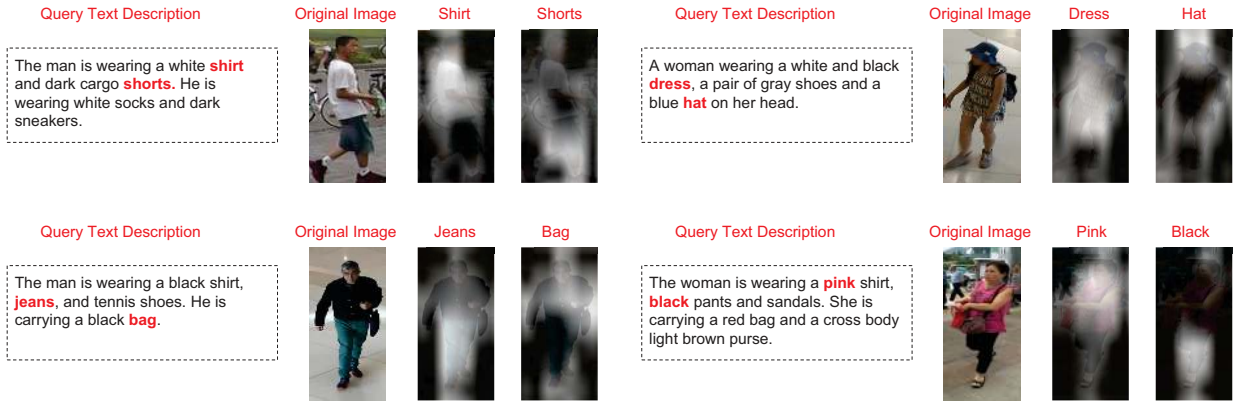 Query Text Description Original Image Shirt Shorts
The man is wearing a white shirt
and dark cargo shorts. He is
wearing white socks and dark
sneakers.
Query Text Description Original Image Dress Hat
A woman wearing a white and black
dress, a pair of gray shoes and a
blue hat on her head.
Query Text Description Original Image Jeans Bag
The man is wearing a black shirt,
jeans, and tennis shoes. He is
carrying a black bag.
Query Text Description Original Image Pink Black
The woman is wearing a pink shirt,
black pants and sandals. She is
carrying a red bag and a cross body
light brown purse.